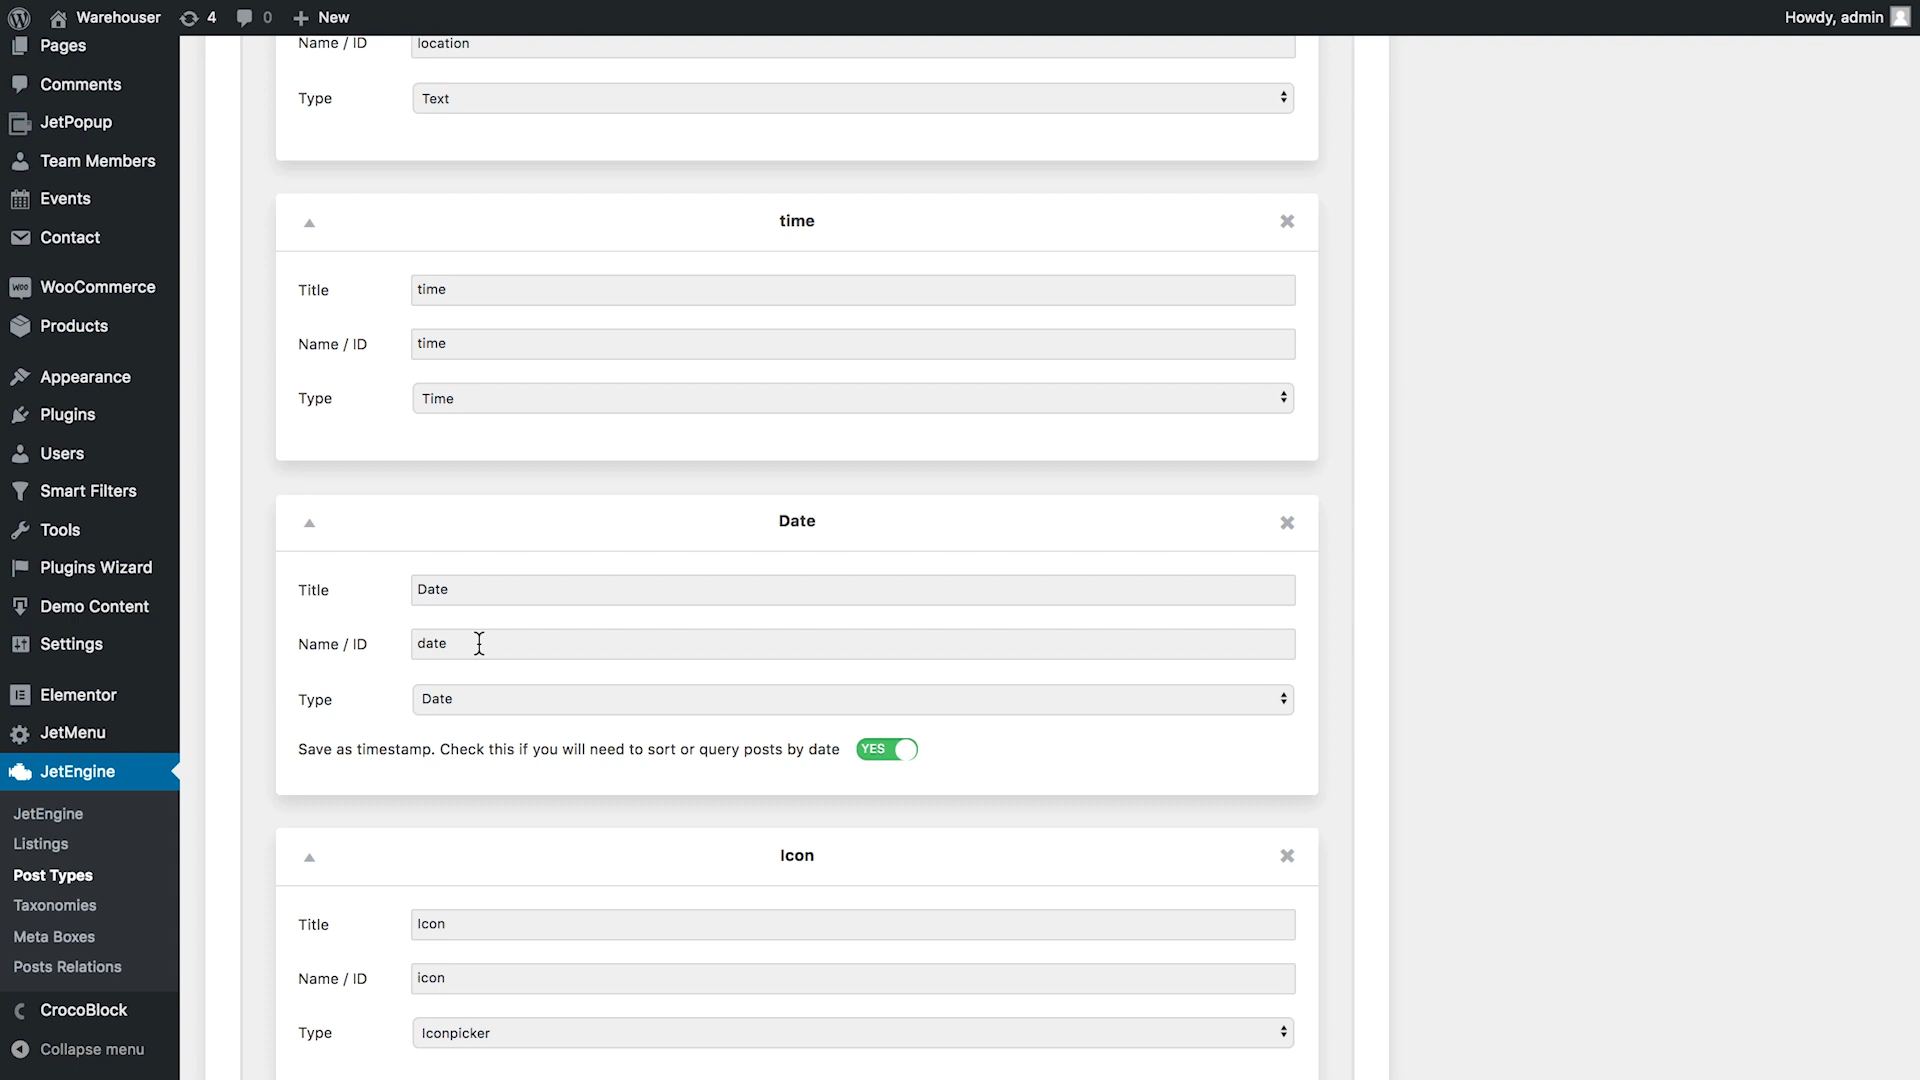 Warehouser
4
0
New
Howdy, admin
Pages
Comments
JetPopup
Team Members
Events
Contact
WooCommerce
Products
Appearance
Plugins
Users
Smart Filters
Tools
Plugins Wizard
Demo Content
Settings
Elementor
JetMenu
JetEngine
JetEngine
Listings
Post Types
Taxonomies
Meta Boxes
Posts Relations
CrocoBlock
Collapse menu
Name / ID location
Type Text
time
Title time
Name / ID time
Type Time
Date
Title Date
Name / ID date
Type Date
Save as timestamp. Check this if you will need to sort or query posts by date YES
Icon
Title Icon
Name / ID icon
Type Iconpicker